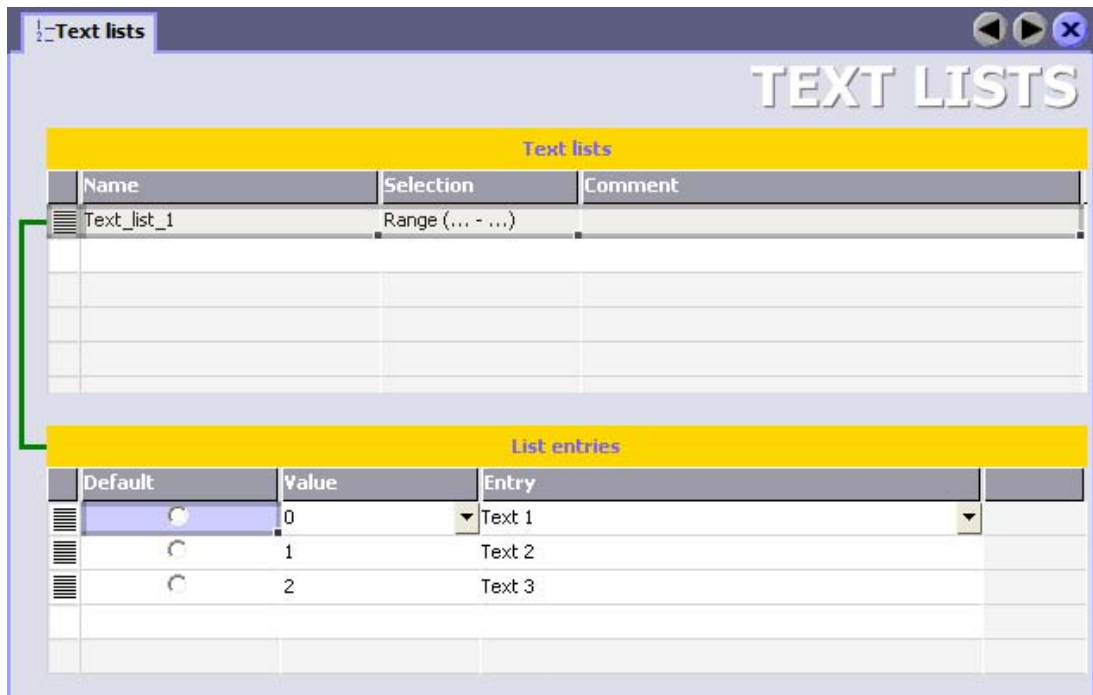 Text lists
TEXT LISTS
Text lists
Name Selection Comment
Text_list_1 Range (... - ...)
List entries
Default Value Entry
0 Text 1
1 Text 2
2 Text 3